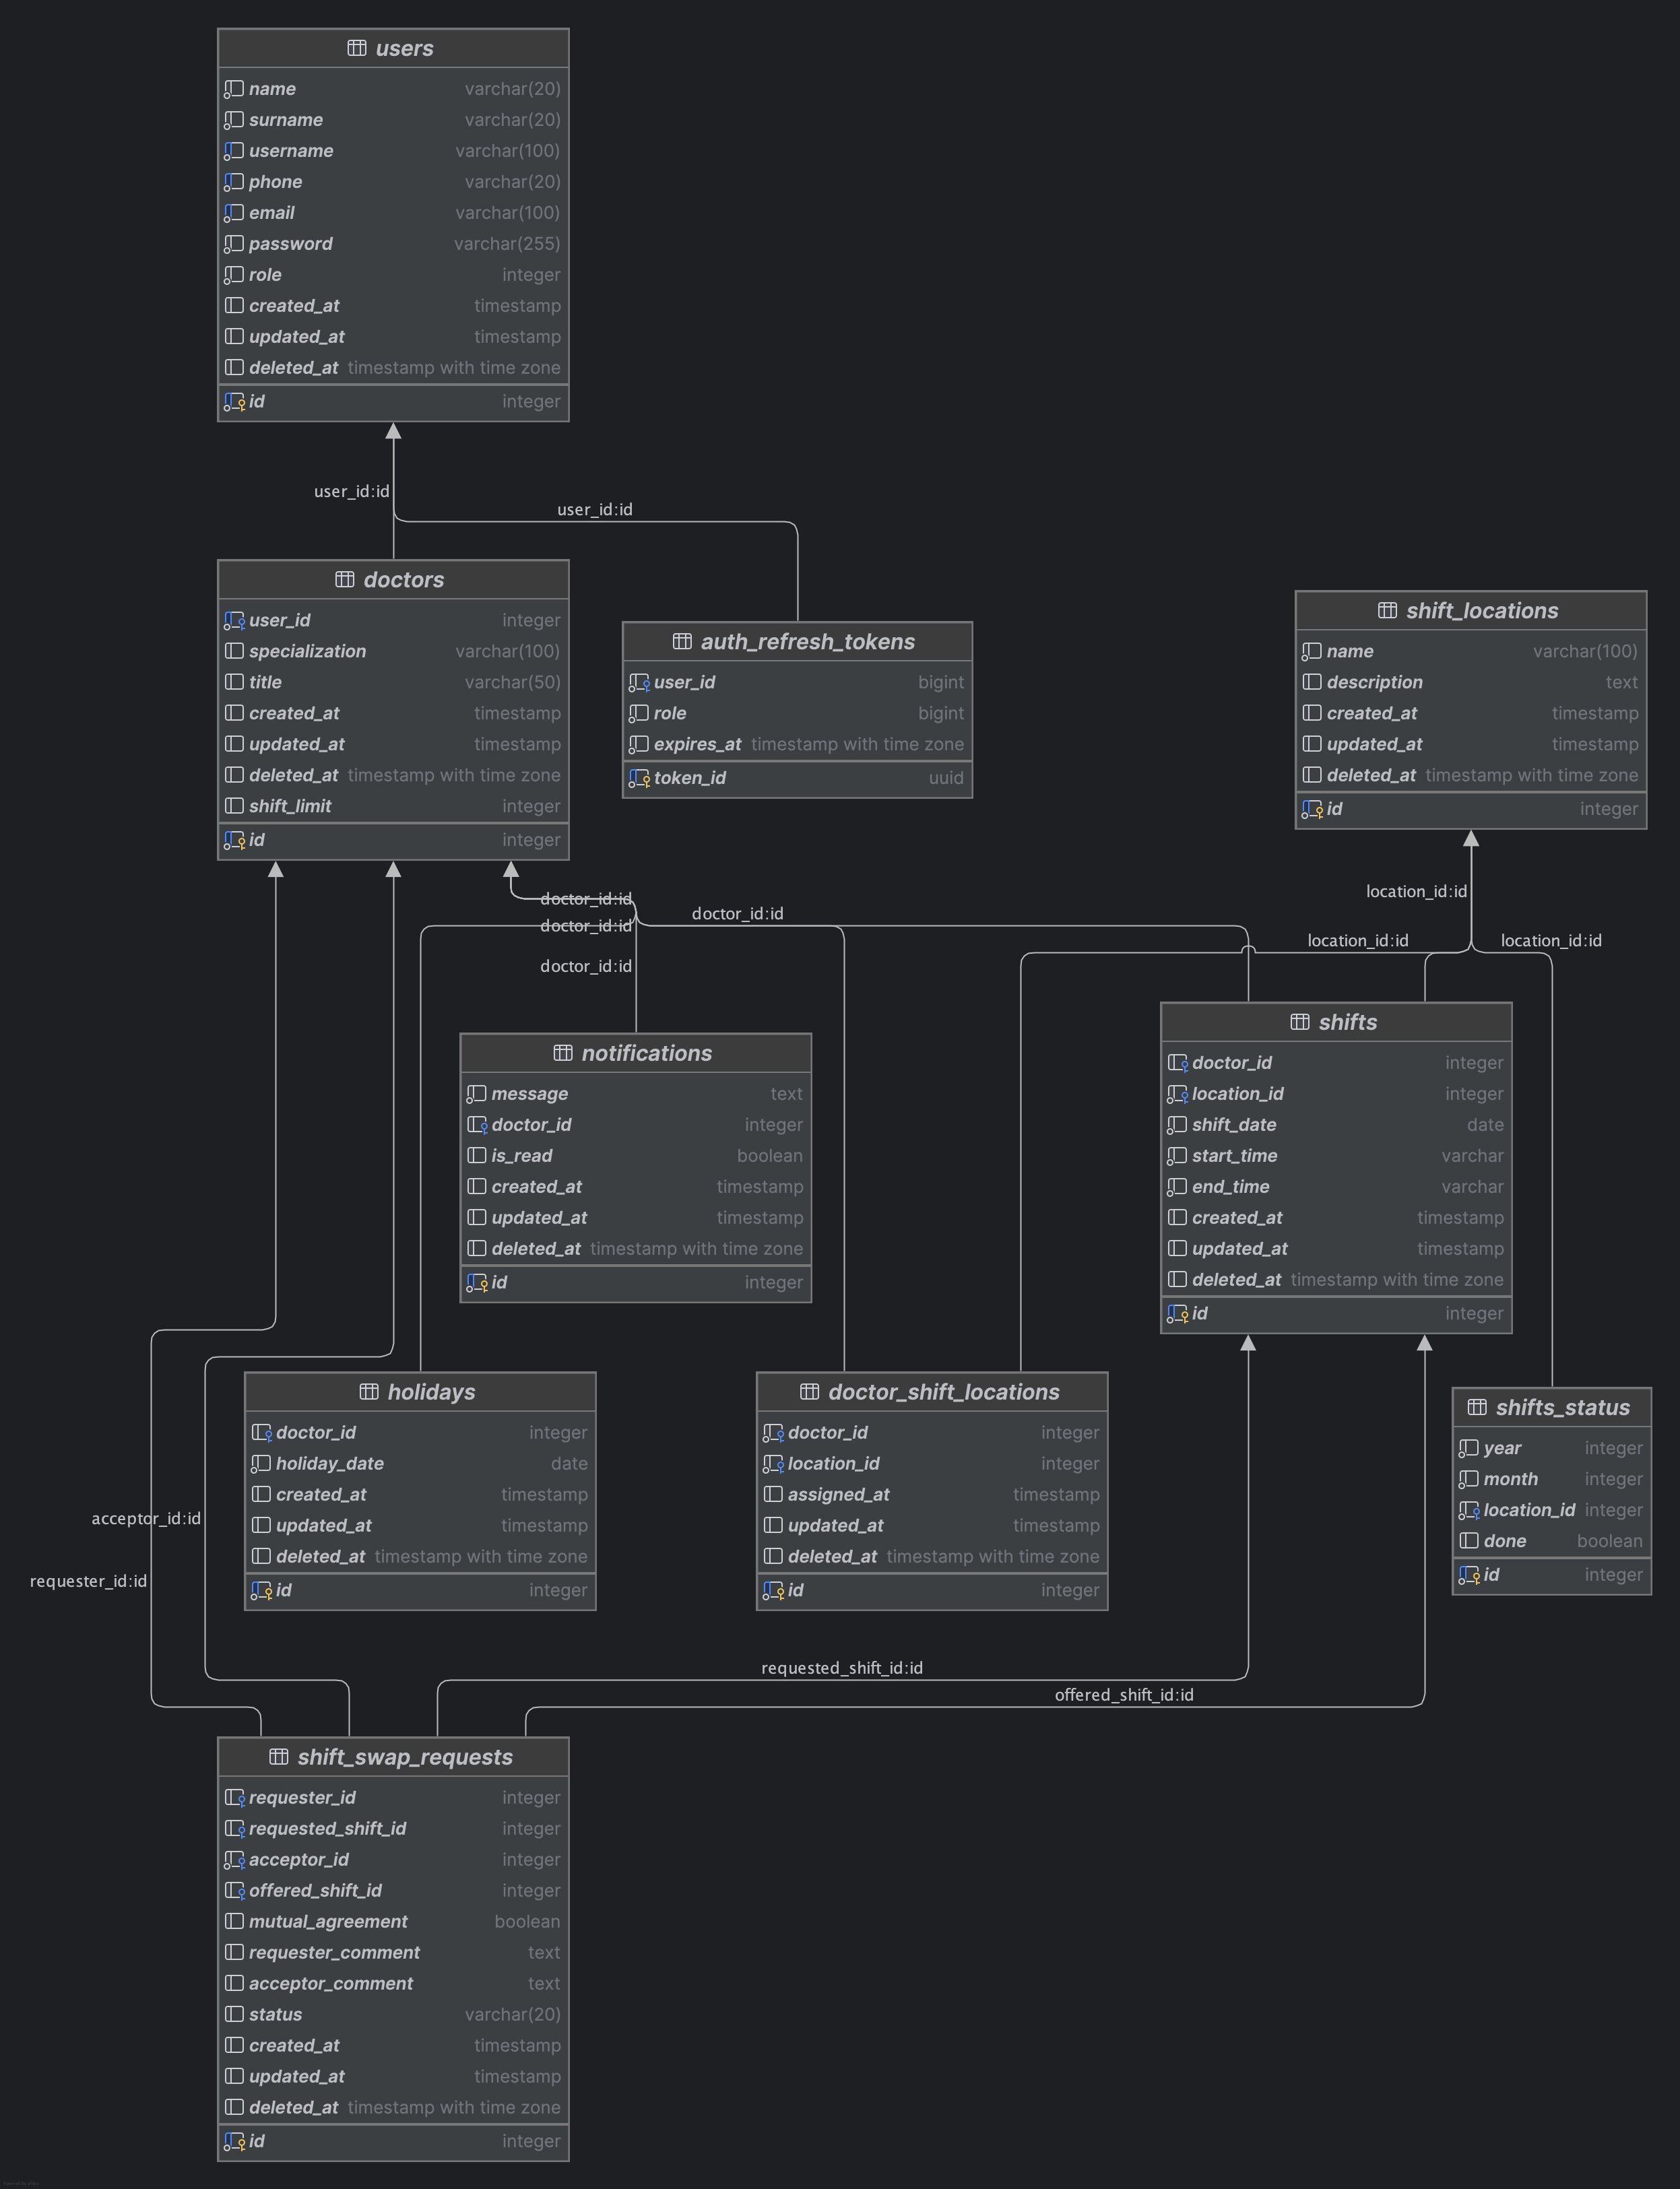 users
name varchar(20)
surname varchar(20)
username varchar(100)
phone varchar(20)
email varchar(100)
password varchar(255)
role integer
created_at timestamp
updated_at timestamp
deleted_at timestamp with time zone
id integer
user_id:id
user_id:id
doctors
user_id integer
specialization varchar(100)
title varchar(50)
created_at timestamp
updated_at timestamp
deleted_at timestamp with time zone
shift_limit integer
id integer
auth_refresh_tokens
user_id bigint
role bigint
expires_at timestamp with time zone
token_id uuid
shift_locations
name varchar(100)
description text
created_at timestamp
updated_at timestamp
deleted_at timestamp with time zone
id integer
doctor_id:id
doctor_id:id
doctor_id:id
doctor_id:id
location_id:id
location_id:id
location_id:id
notifications
message text
doctor_id integer
is_read boolean
created_at timestamp
updated_at timestamp
deleted_at timestamp with time zone
id integer
shifts
doctor_id integer
location_id integer
shift_date date
start_time varchar
end_time varchar
created_at timestamp
updated_at timestamp
deleted_at timestamp with time zone
id integer
holidays
doctor_id integer
holiday_date date
created_at timestamp
updated_at timestamp
deleted_at timestamp with time zone
id integer
doctor_shift_locations
doctor_id integer
location_id integer
assigned_at timestamp
updated_at timestamp
deleted_at timestamp with time zone
id integer
shifts_status
year integer
month integer
location_id integer
done boolean
id integer
acceptor_id:id
requester_id:id
requested_shift_id:id
offered_shift_id:id
shift_swap_requests
requester_id integer
requested_shift_id integer
acceptor_id integer
offered_shift_id integer
mutual_agreement boolean
requester_comment text
acceptor_comment text
status varchar(20)
created_at timestamp
updated_at timestamp
deleted_at timestamp with time zone
id integer